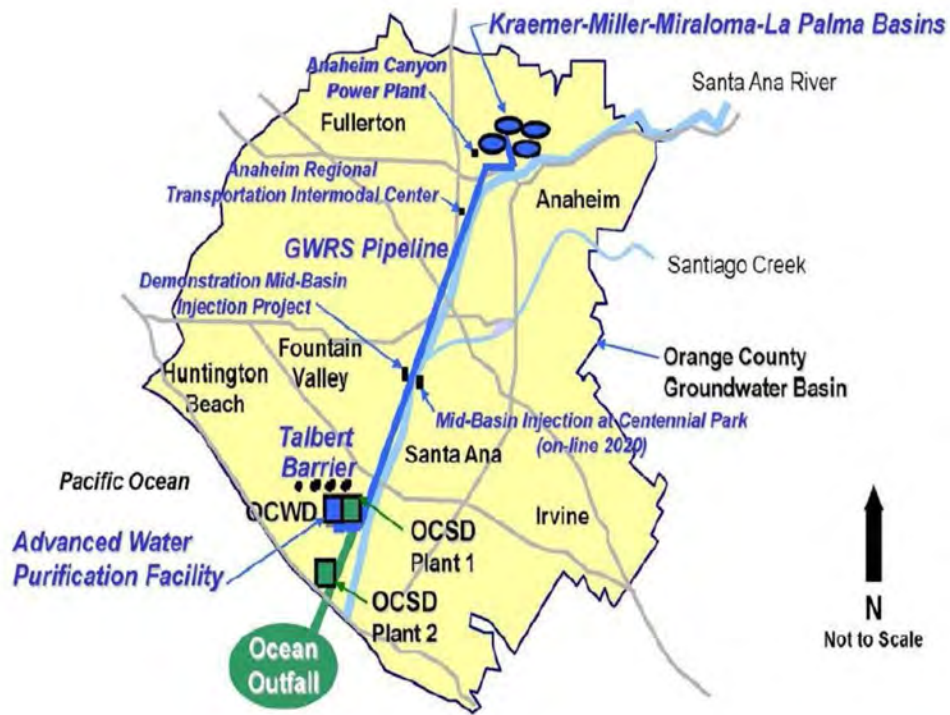 Kraemer-Miller-Miraloma-La Palma Basins
Anaheim Canyon
Power Plant
Santa Ana River
Fullerton
Anaheim Regional
Transportation Intermodal Center
Anaheim
GWRS Pipeline
Santiago Creek
Demonstration Mid-Basin
Injection Project
Fountain
Valley
Orange County
Groundwater Basin
Huntington
Beach
Mid-Basin Injection at Centennial Park
(on-line 2020)
Talbert
Barrier
Santa Ana
Pacific Ocean
OCWD
Irvine
Advanced Water
Purification Facility
OCSD
Plant 1
OCSD
Plant 2
N
Not to Scale
Ocean
Outfall